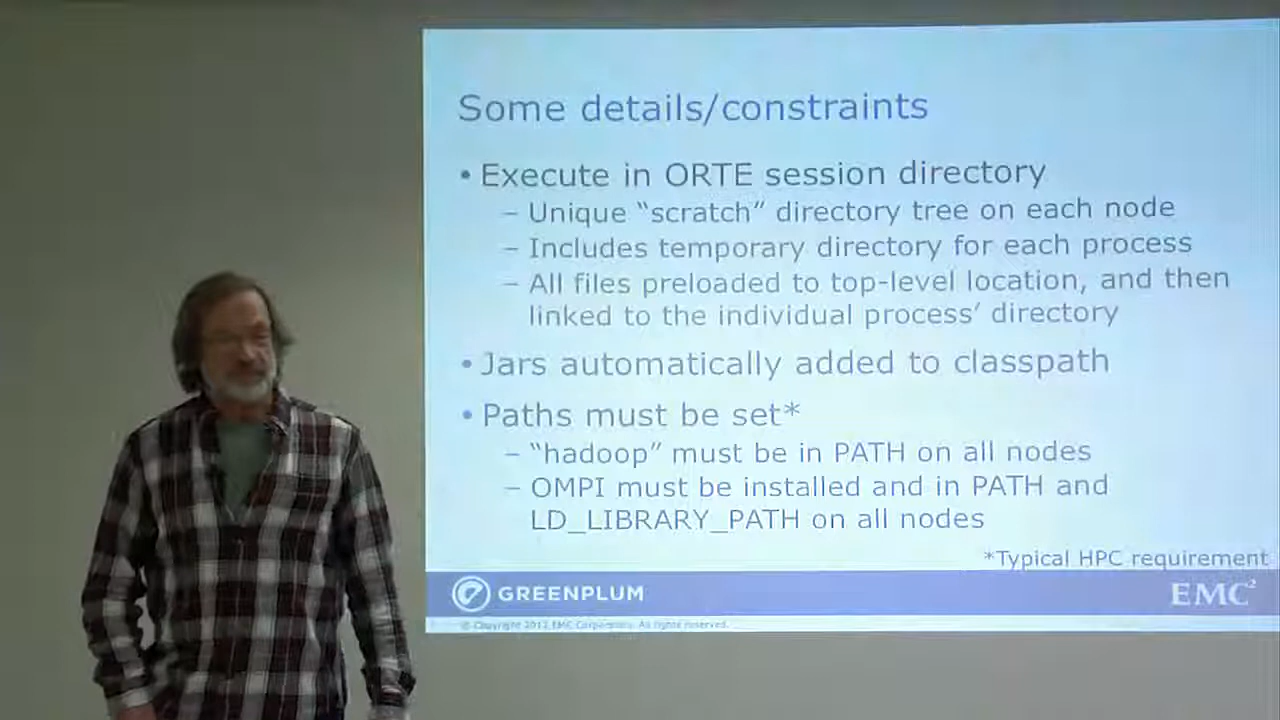 Some details/constraints
• Execute in ORTE session directory
– Unique “scratch” directory tree on each node
– Includes temporary directory for each process
– All files preloaded to top-level location, and then
linked to the individual process’ directory
• Jars automatically added to classpath
• Paths must be set*
– “hadoop” must be in PATH on all nodes
– OMPI must be installed and in PATH and
LD_LIBRARY_PATH on all nodes
*Typical HPC requirement
GREENPLUM
EMC²
© Copyright 2012 EMC Corporation. All rights reserved.